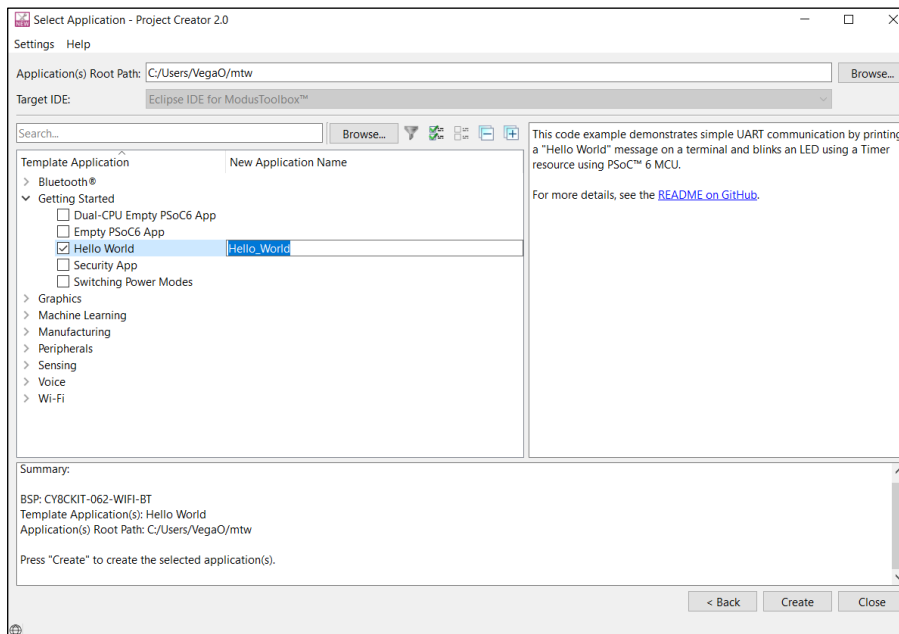 Select Application - Project Creator 2.0
Settings Help
Application(s) Root Path: C:/Users/VegaO/mtw Browse...
Target IDE: Eclipse IDE for ModusToolbox™
Search... Browse...
Template Application New Application Name
Bluetooth®
Getting Started
Dual-CPU Empty PSoC6 App
Empty PSoC6 App
Hello World Hello_World
Security App
Switching Power Modes
Graphics
Machine Learning
Manufacturing
Peripherals
Sensing
Voice
Wi-Fi
This code example demonstrates simple UART communication by printing
a "Hello World" message on a terminal and blinks an LED using a Timer
resource using PSoC™ 6 MCU.
For more details, see the README on GitHub.
Summary:
BSP: CY8CKIT-062-WIFI-BT
Template Application(s): Hello World
Application(s) Root Path: C:/Users/VegaO/mtw
Press "Create" to create the selected application(s).
< Back Create Close